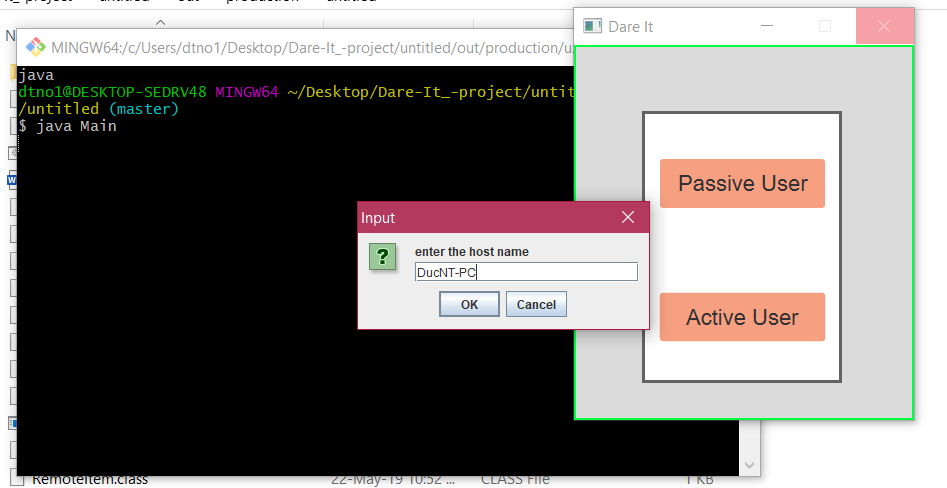 Dare It
MINGW64:/c/Users/dtno1/Desktop/Dare-It_-project/untitled/out/production/u
java
dtno1@DESKTOP-SEDRV48 MINGW64 ~/Desktop/Dare-It_-project/untit
/untitled (master)
$ java Main
Passive User
Input
enter the host name
DucNT-PC
OK Cancel
Active User
RemoteItem.class 22-May-19 10:52 ... CLASS File 1 KB